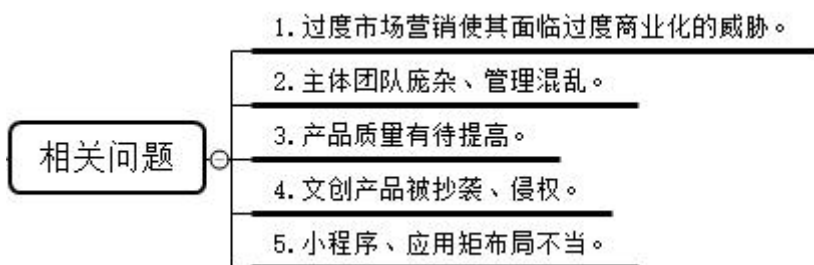 1.过度市场营销使其面临过度商业化的威胁。
2.主体团队庞杂、管理混乱。
相关问题
3.产品质量有待提高。
4.文创产品被抄袭、侵权。
5.小程序、应用矩布局不当。